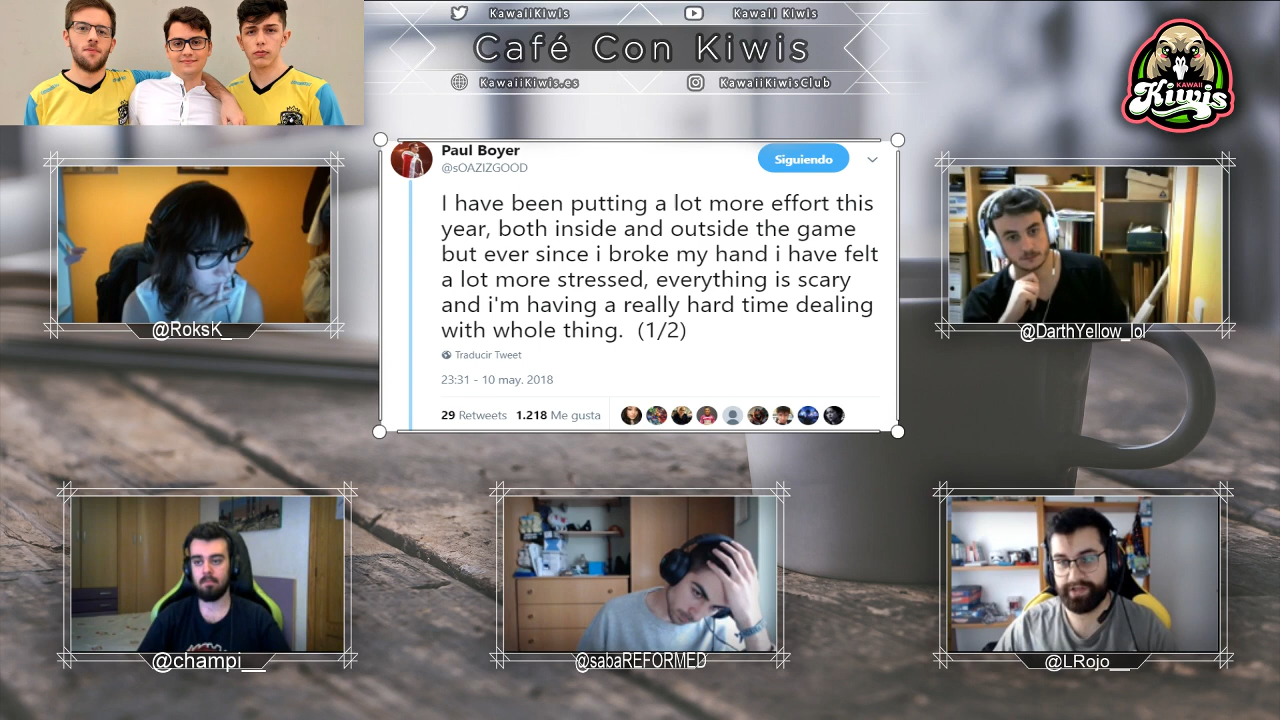 KawaiiKiwis
Kawaii Kiwis
Café Con Kiwis
KawaiiKiwis.es
KawaiiKiwisClub
KAWAII
Kiwis
Paul Boyer
@sOAZIZGOOD
Siguiendo
I have been putting a lot more effort this
year, both inside and outside the game
but ever since i broke my hand i have felt
a lot more stressed, everything is scary
and i'm having a really hard time dealing
with whole thing. (1/2)
Traducir Tweet
23:31 - 10 may. 2018
29 Retweets 1.218 Me gusta
@RoksK_
@DarthYellow_lol
@champi__
@sabaREFORMED
@LRojo__